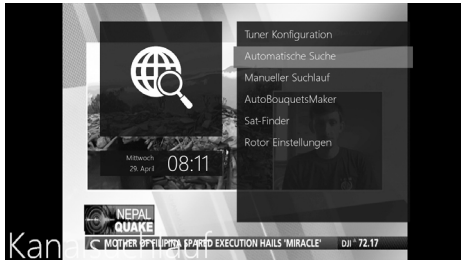 Tuner Konfiguration
Automatische Suche
Manueller Suchlauf
AutoBouquetsMaker
Sat-Finder
Rotor Einstellungen
Mittwoch
29. April
08:11
NEPAL
QUAKE
MOTHER OF FILIPINA SPARED EXECUTION HAILS 'MIRACLE' DJI 72.17
Kanalsuchlauf